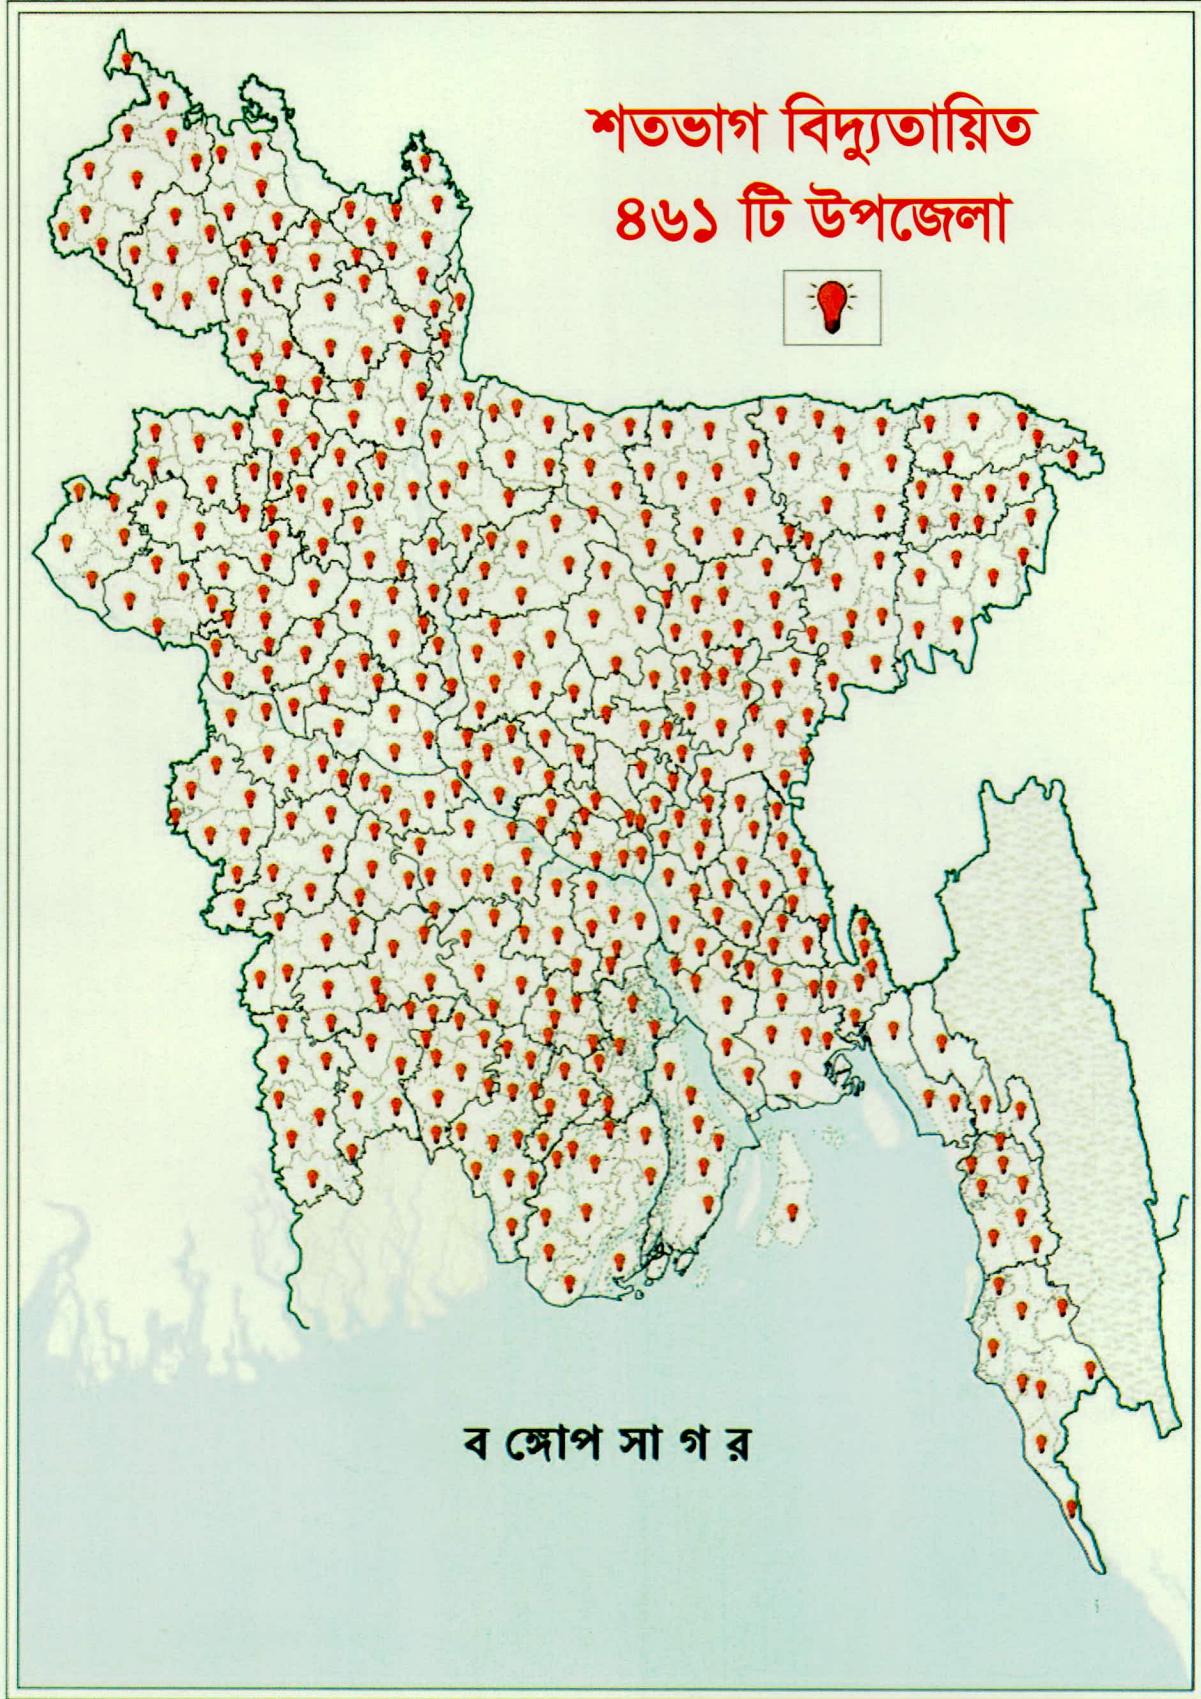 শতভাগ বিদ্যুতায়িত
৪৬১ টি উপজেলা
ব ঙ্গোপ সা গ র